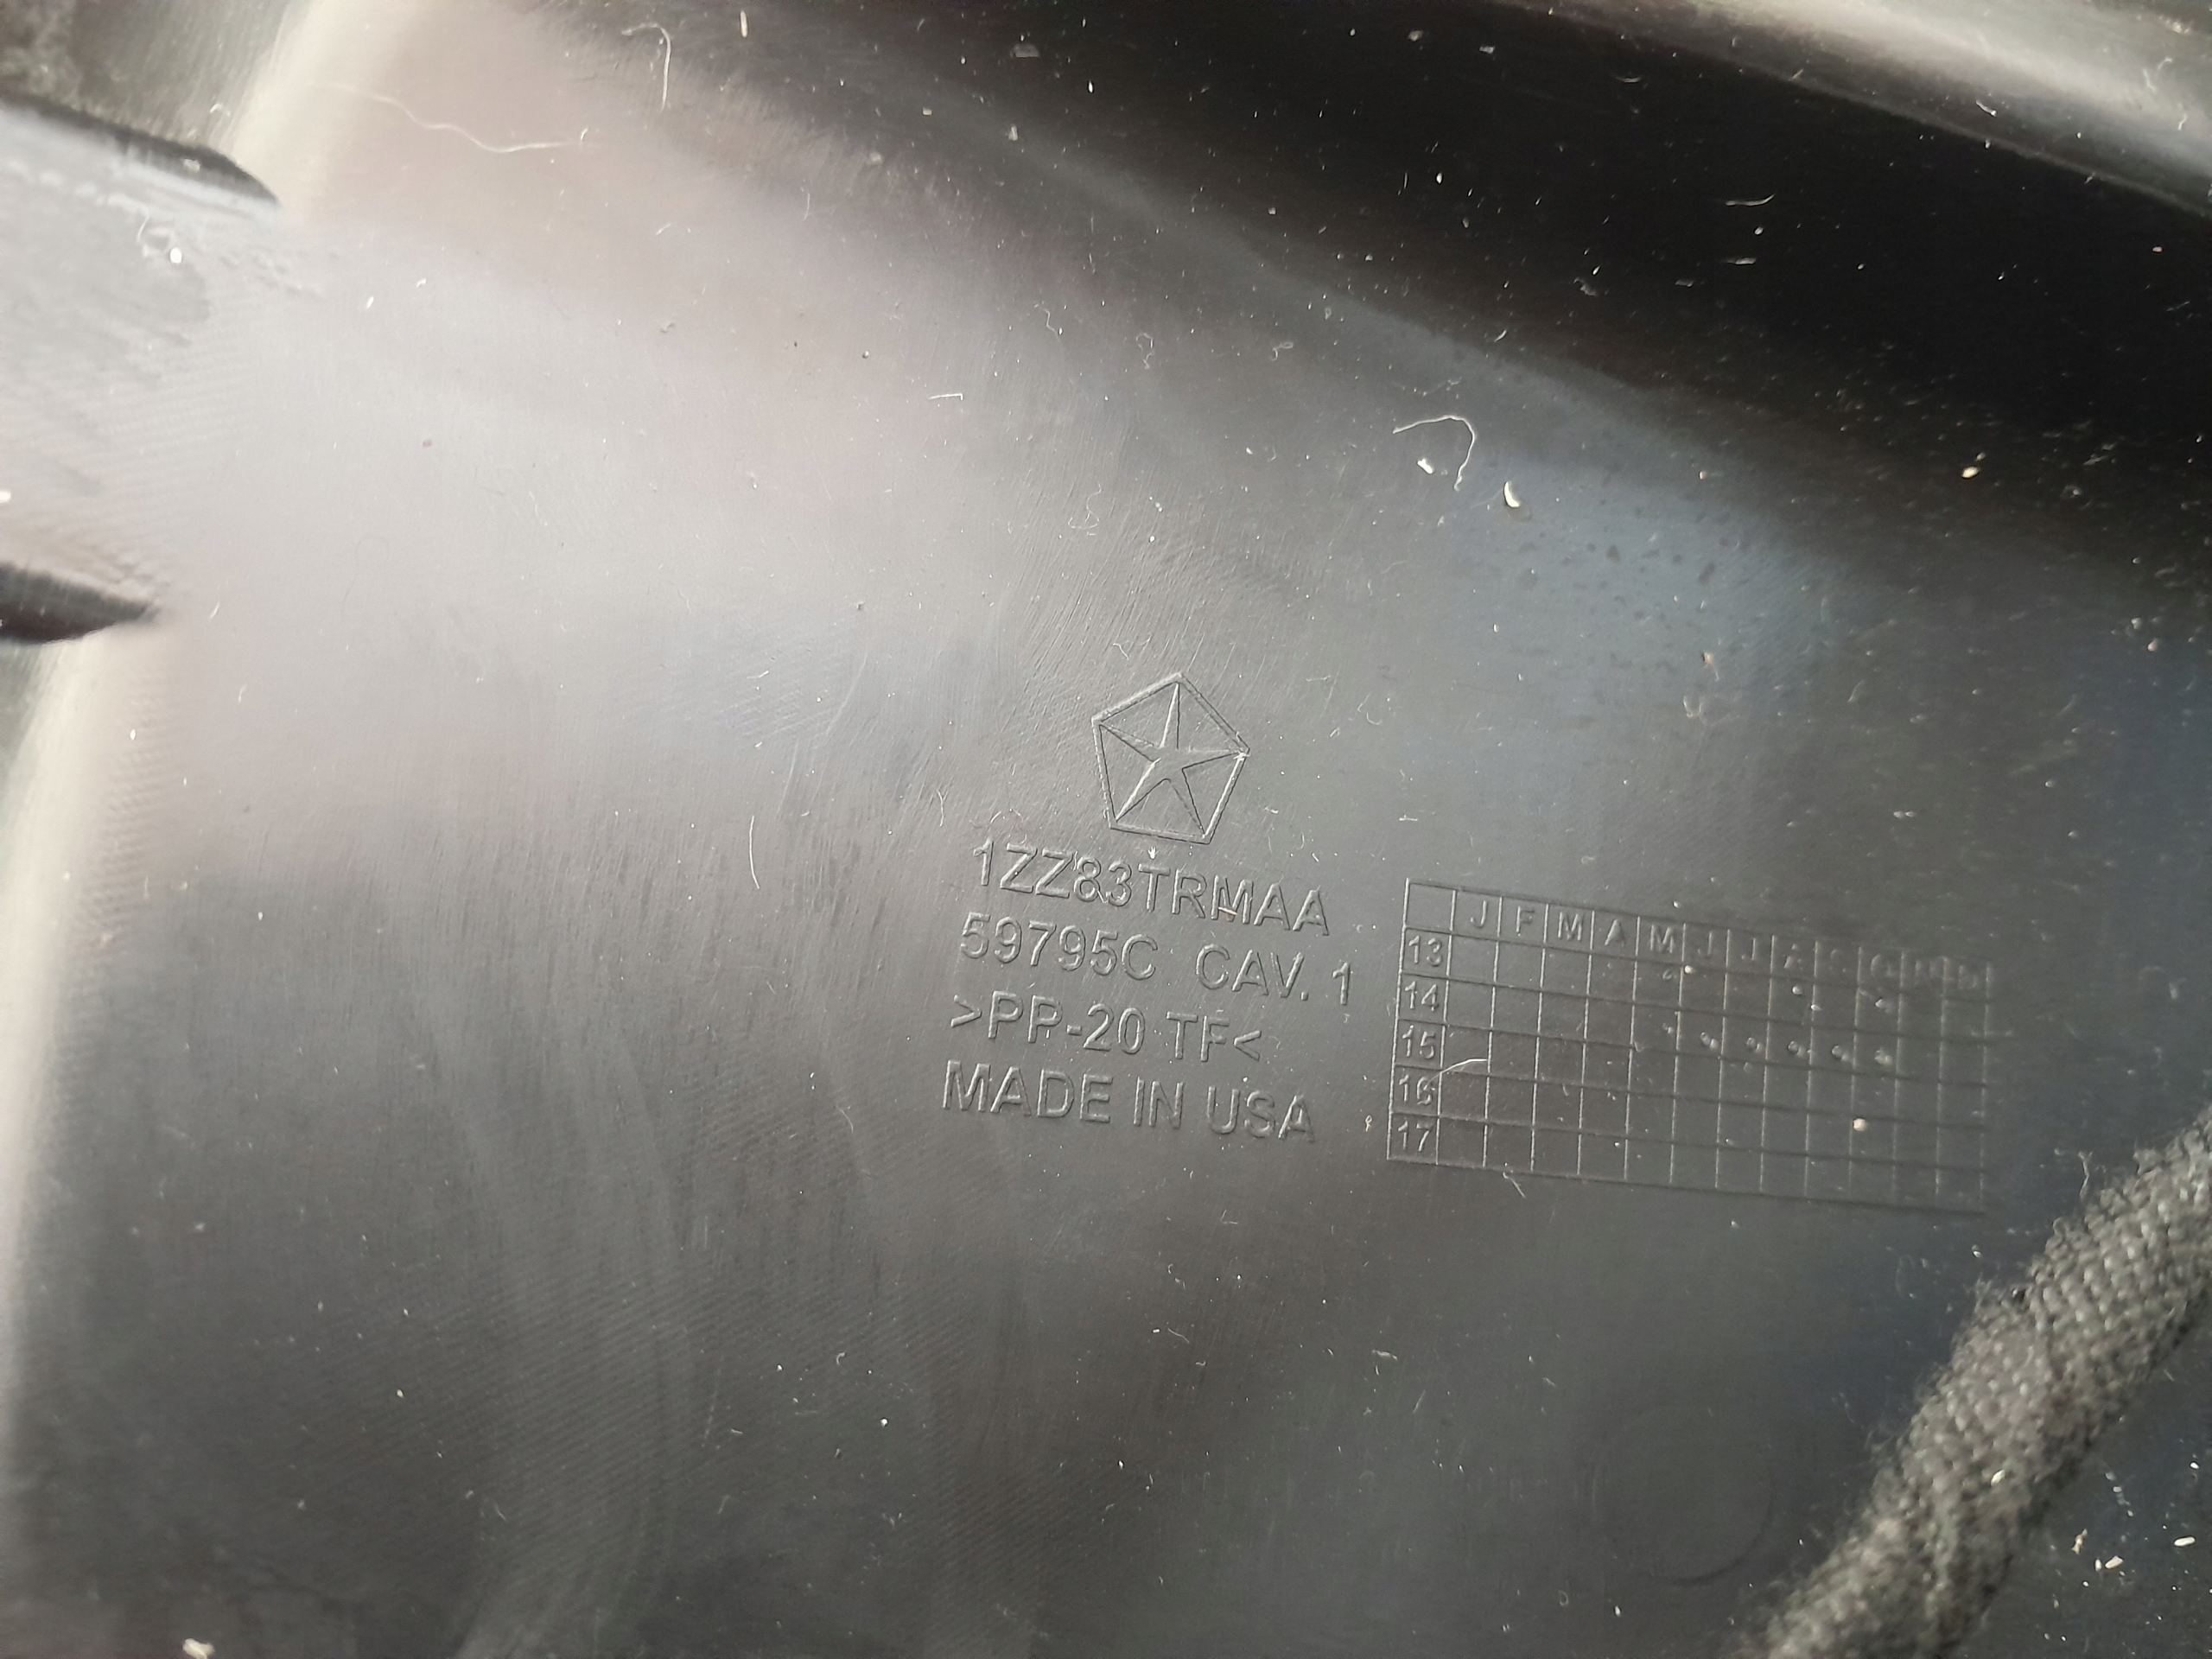 1ZZ83TRMAA
59795C CAV. 1
>PP-20 TF<
MADE IN USA
J F M A M J J A S O N D
13
14
15
16
17